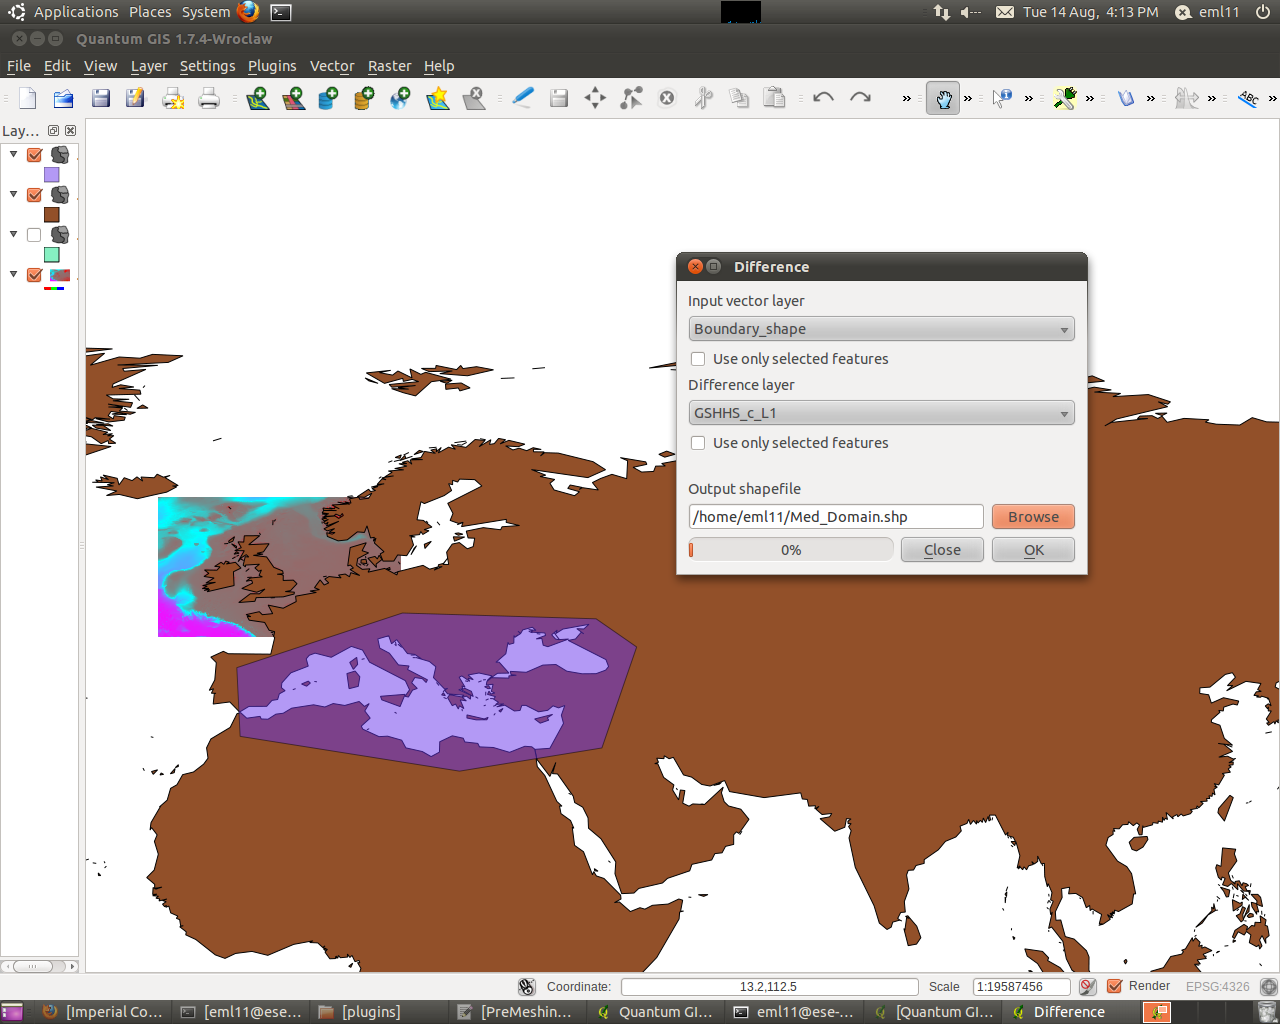 Applications Places System Tue 14 Aug, 4:13 PM eml11
Quantum GIS 1.7.4-Wroclaw
File Edit View Layer Settings Plugins Vector Raster Help
» » » » » » ABC »
Lay...
Difference
Input vector layer
Boundary_shape
Use only selected features
Difference layer
GSHHS_c_L1
Use only selected features
Output shapefile
/home/eml11/Med_Domain.shp Browse
0% Close OK
Coordinate: 13.2,112.5 Scale 1:19587456 Render EPSG:4326
[Imperial Co... [eml11@ese... [plugins] [PreMeshin... Quantum GI... eml11@ese-... [Quantum GI... Difference